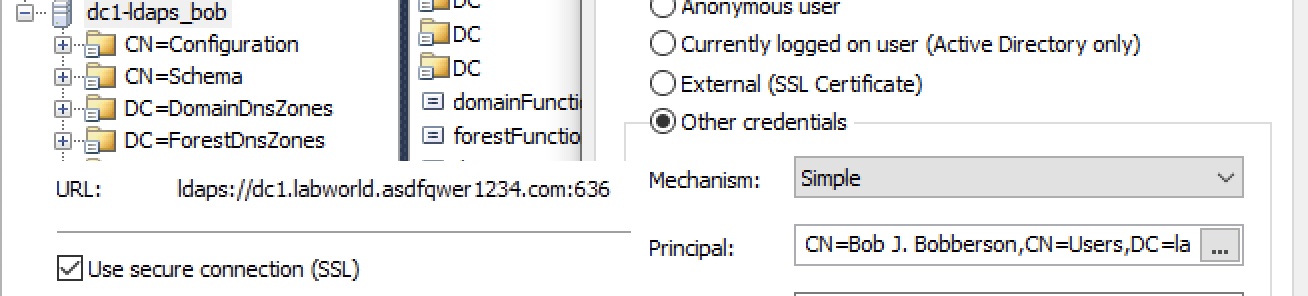 dc1-ldaps_bob
CN=Configuration
CN=Schema
DC=DomainDnsZones
DC=ForestDnsZones
DC
DC
DC
domainFuncti
forestFunctio
URL: ldaps://dc1.labworld.asdfqwer1234.com:636
Use secure connection (SSL)
Anonymous user
Currently logged on user (Active Directory only)
External (SSL Certificate)
Other credentials
Mechanism: Simple
Principal: CN=Bob J. Bobberson,CN=Users,DC=la ...